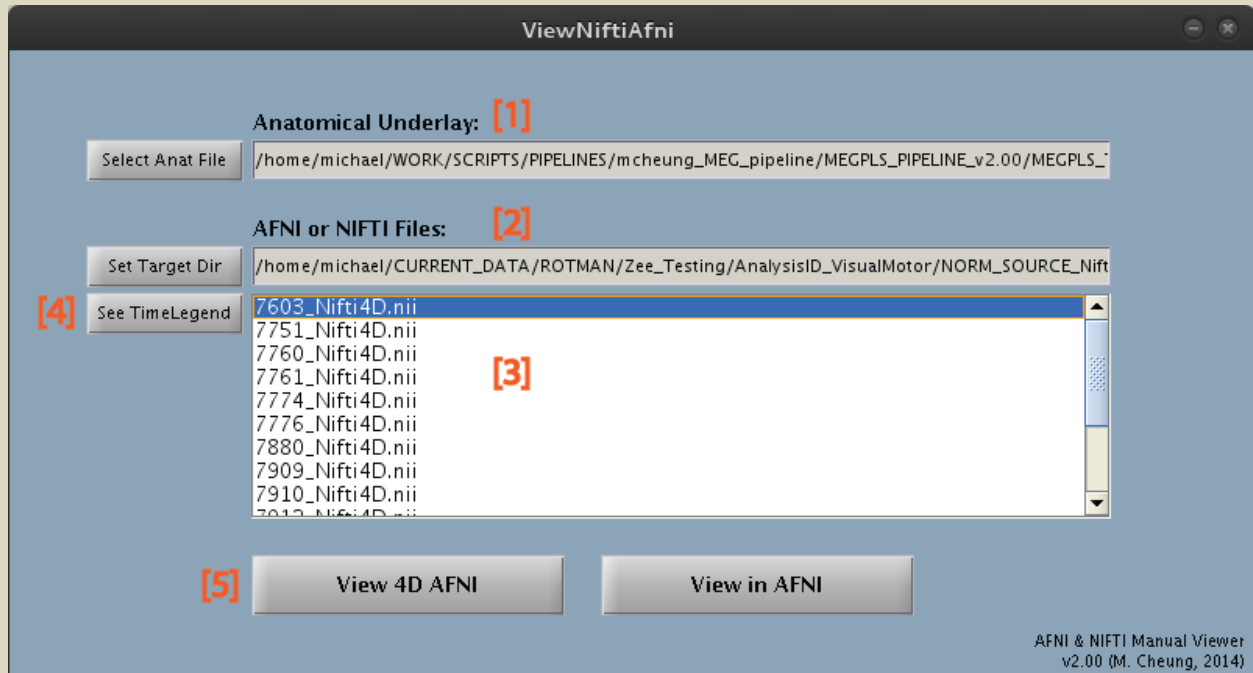 ViewNiftiAfni
Anatomical Underlay: [1]
Select Anat File /home/michael/WORK/SCRIPTS/PIPELINES/mcheung_MEG_pipeline/MEGPLS_PIPELINE_v2.00/MEGPLS_
AFNI or NIFTI Files: [2]
Set Target Dir /home/michael/CURRENT_DATA/ROTMAN/Zee_Testing/AnalysisID_VisualMotor/NORM_SOURCE_Nift
[4] See TimeLegend 7603_Nifti4D.nii
7751_Nifti4D.nii
7760_Nifti4D.nii
7761_Nifti4D.nii [3]
7774_Nifti4D.nii
7776_Nifti4D.nii
7880_Nifti4D.nii
7909_Nifti4D.nii
7910_Nifti4D.nii
[5] View 4D AFNI View in AFNI
AFNI & NIFTI Manual Viewer
v2.00 (M. Cheung, 2014)